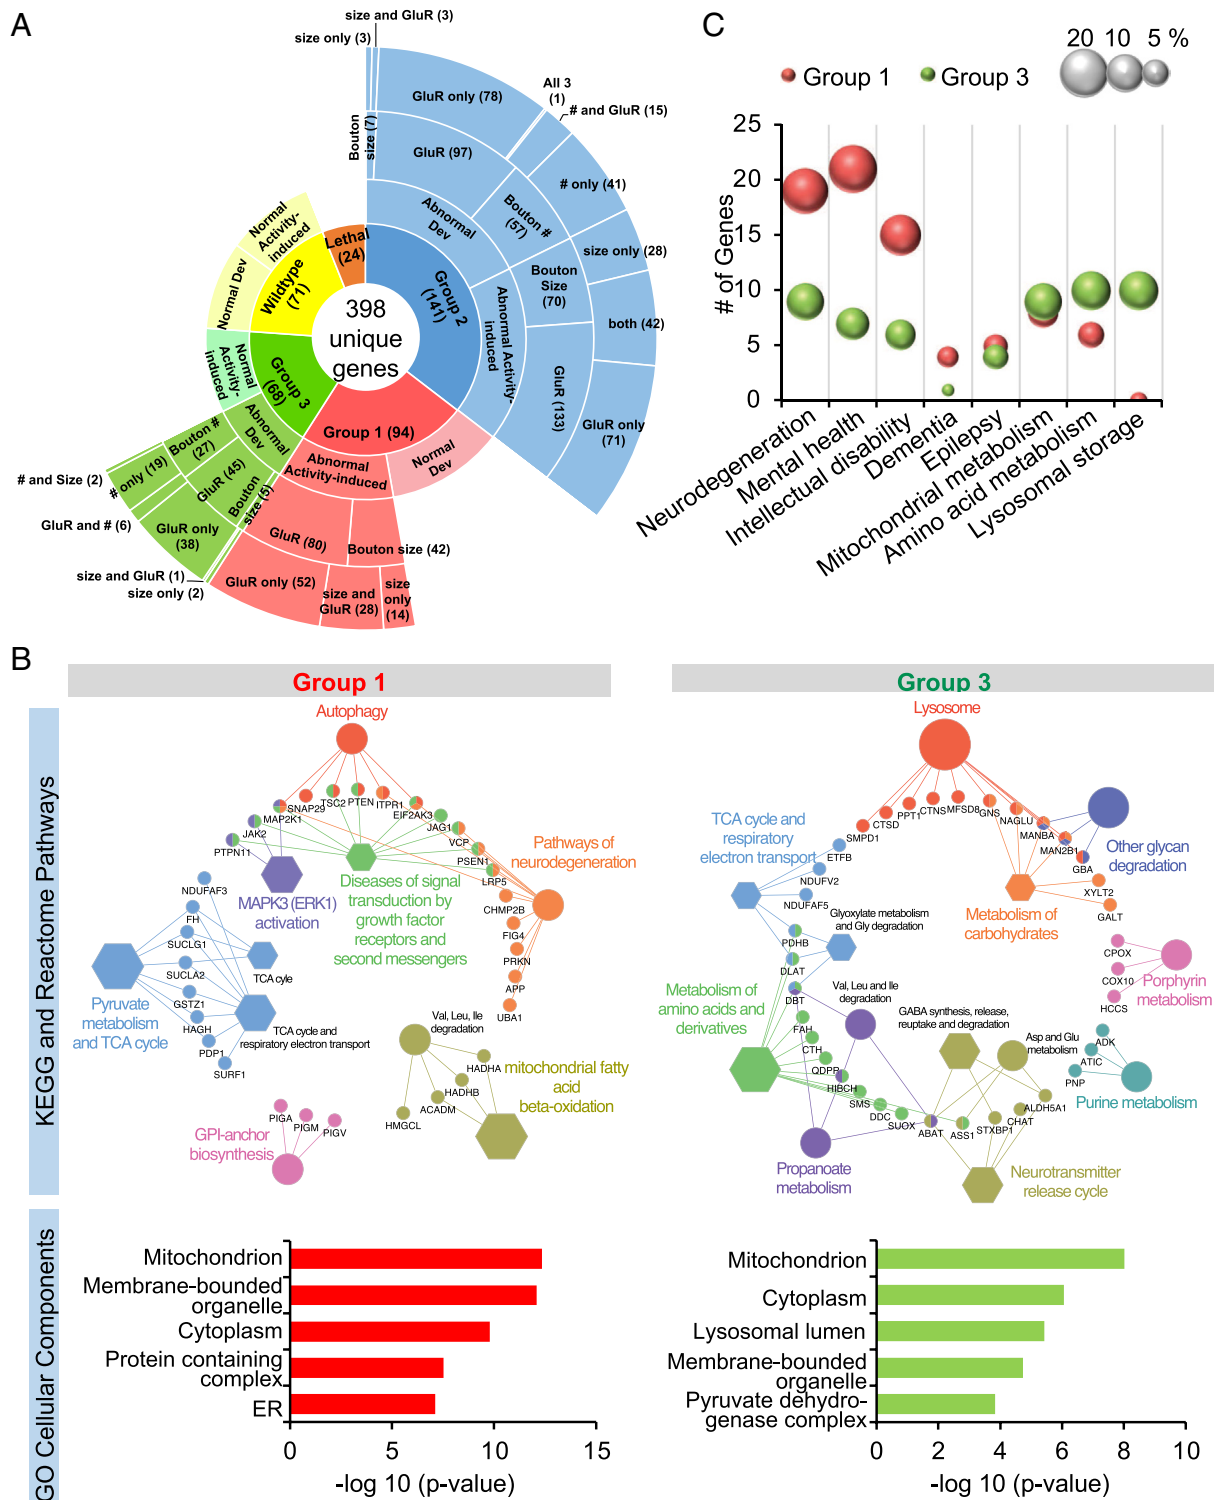 A
size and GluR (3)
size only (3)
GluR only (78)
All 3
(1)
# and GluR (15)
Bouton
size (7)
GluR (97)
# only (41)
Bouton #
(57)
Abnormal
Dev
size only (28)
Bouton
Size
(70)
both (42)
Abnormal Activity-
induced
GluR (133)
GluR only
(71)
Group 2
(141)
Lethal
(24)
Wildtype
(71)
Normal
Activity-
induced
Normal Dev
398
unique
genes
Group 3
(68)
Normal
Activity-
induced
Abnormal
Dev
Bouton #
(27)
# only (19)
# and Size (2)
GluR (45)
GluR and # (6)
GluR only
(38)
Bouton
size (5)
size and GluR (1)
size only (2)
Group 1 (94)
Normal
Dev
Abnormal
Activity-induced
GluR (80)
Bouton size (42)
GluR only (52)
size and
GluR (28)
size
only
(14)
C
20 10 5 %
Group 1
Group 3
# of Genes
25
20
15
10
5
0
Neurodegeneration
Mental health
Intellectual disability
Dementia
Epilepsy
Mitochondrial metabolism
Amino acid metabolism
Lysosomal storage
B
Group 1
Group 3
KEGG and Reactome Pathways
Autophagy
SNAP29
TSC2
PTEN
ITPR1
EIF2AK3
MAP2K1
JAK2
PTPN11
JAG1
VCP
PSEN1
LRP5
Pathways of
neurodegeneration
MAPK3 (ERK1)
activation
Diseases of signal
transduction by
growth factor
receptors and
second messengers
CHMP2B
FIG4
PRKN
APP
UBA1
NDUFAF3
FH
SUCLG1
SUCLA2
GSTZ1
HAGH
PDP1
SURF1
TCA cyle
Pyruvate
metabolism
and TCA cycle
TCA cycle and
respiratory electron transport
Val, Leu, Ile
degradation
HADHA
HADHB
ACADM
HMGCL
mitochondrial fatty
acid
beta-oxidation
PIGA
PIGM
PIGV
GPI-anchor
biosynthesis
Lysosome
SMPD1
CTSD
PPT1
CTNS
MFSD8
GNS
NAGLU
MANBA
MAN2B1
GBA
XYLT2
GALT
Other glycan
degradation
TCA cycle and
respiratory
electron transport
ETFB
NDUFV2
NDUFAF5
Metabolism of
carbohydrates
Glyoxylate metabolism
and Gly degradation
PDHB
DLAT
DBT
CPOX
COX10
HCCS
Porphyrin
metabolism
Metabolism of
amino acids and
derivatives
Val, Leu and Ile
degradation
FAH
CTH
QDPR
HIBCH
SMS
DDC
SUOX
ABAT
ASS1
STXBP1
CHAT
ALDH5A1
GABA synthesis, release,
reuptake and degradation
Asp and Glu
metabolism
ADK
ATIC
PNP
Purine metabolism
Propanoate
metabolism
Neurotransmitter
release cycle
GO Cellular Components
Mitochondrion
Membrane-bounded
organelle
Cytoplasm
Protein containing
complex
ER
0 5 10 15
-log 10 (p-value)
Mitochondrion
Cytoplasm
Lysosomal lumen
Membrane-bounded
organelle
Pyruvate dehydro-
genase complex
0 2 4 6 8 10
-log 10 (p-value)